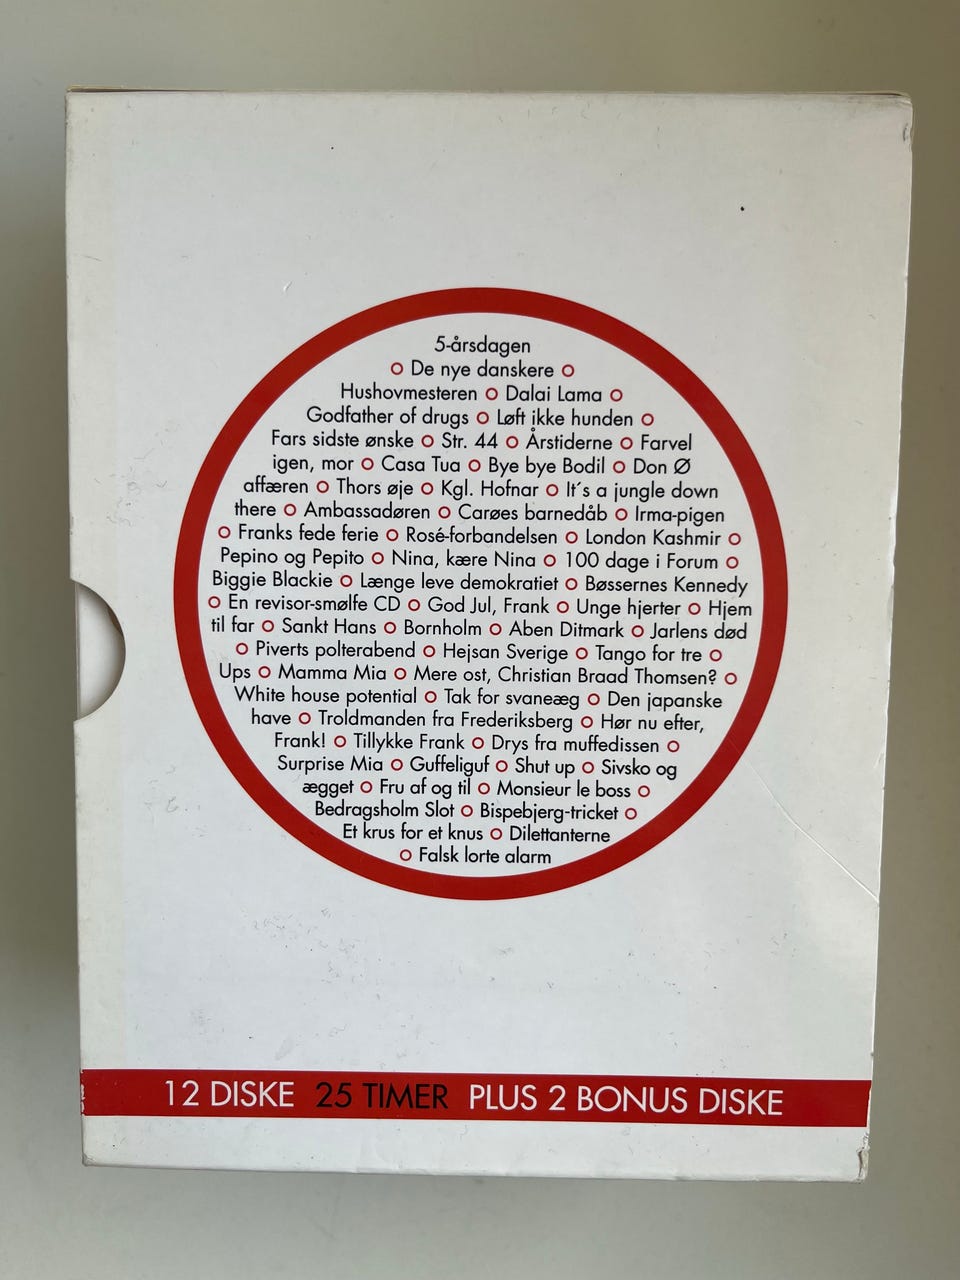 5-årsdagen
o De nye danskere o
Hushovmesteren o Dalai Lama o
Godfather of drugs o Løft ikke hunden o
Fars sidste ønske o Str. 44 o Årstiderne o Farvel
igen, mor o Casa Tua o Bye bye Bodil o Don Ø
affæren o Thors øje o Kgl. Hofnar o It´s a jungle down
there o Ambassadøren o Carøes barnedåb o Irma-pigen
o Franks fede ferie o Rosé-forbandelsen o London Kashmir o
Pepino og Pepito o Nina, kære Nina o 100 dage i Forum o
Biggie Blackie o Længe leve demokratiet o Bøssernes Kennedy
o En revisor-smølfe CD o God Jul, Frank o Unge hjerter o Hjem
til far o Sankt Hans o Bornholm o Aben Ditmark o Jarlens død
o Piverts polterabend o Hejsan Sverige o Tango for tre o
Ups o Mamma Mia o Mere ost, Christian Braad Thomsen? o
White house potential o Tak for svaneæg o Den japanske
have o Troldmanden fra Frederiksberg o Hør nu efter,
Frank! o Tillykke Frank o Drys fra muffedissen o
Surprise Mia o Guffeliguf o Shut up o Sivsko og
ægget o Fru af og til o Monsieur le boss o
Bedragsholm Slot o Bispebjerg-tricket o
Et krus for et knus o Dilettanterne
o Falsk lorte alarm
12 DISKE 25 TIMER PLUS 2 BONUS DISKE